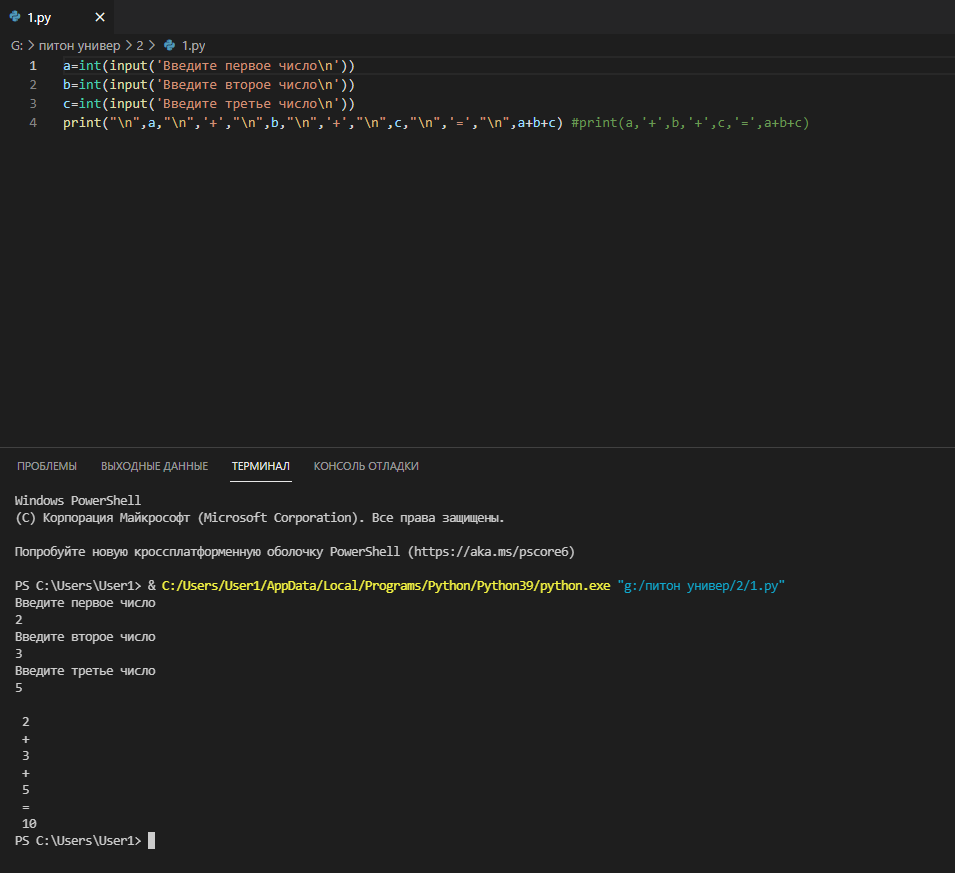 1.py ×
G: > питон универ > 2 > 1.py
1 a=int(input('Введите первое число\n'))
2 b=int(input('Введите второе число\n'))
3 c=int(input('Введите третье число\n'))
4 print("\n",a,"\n",'+',"\n",b,"\n",'+',"\n",c,"\n",'=',"\n",a+b+c) #print(a,'+',b,'+',c,'=',a+b+c)
ПРОБЛЕМЫ ВЫХОДНЫЕ ДАННЫЕ ТЕРМИНАЛ КОНСОЛЬ ОТЛАДКИ
Windows PowerShell
(C) Корпорация Майкрософт (Microsoft Corporation). Все права защищены.
Попробуйте новую кроссплатформенную оболочку PowerShell (https://aka.ms/pscore6)
PS C:\Users\User1> & C:/Users/User1/AppData/Local/Programs/Python/Python39/python.exe "g:/питон универ/2/1.py"
Введите первое число
2
Введите второе число
3
Введите третье число
5
2
+
3
+
5
=
10
PS C:\Users\User1>